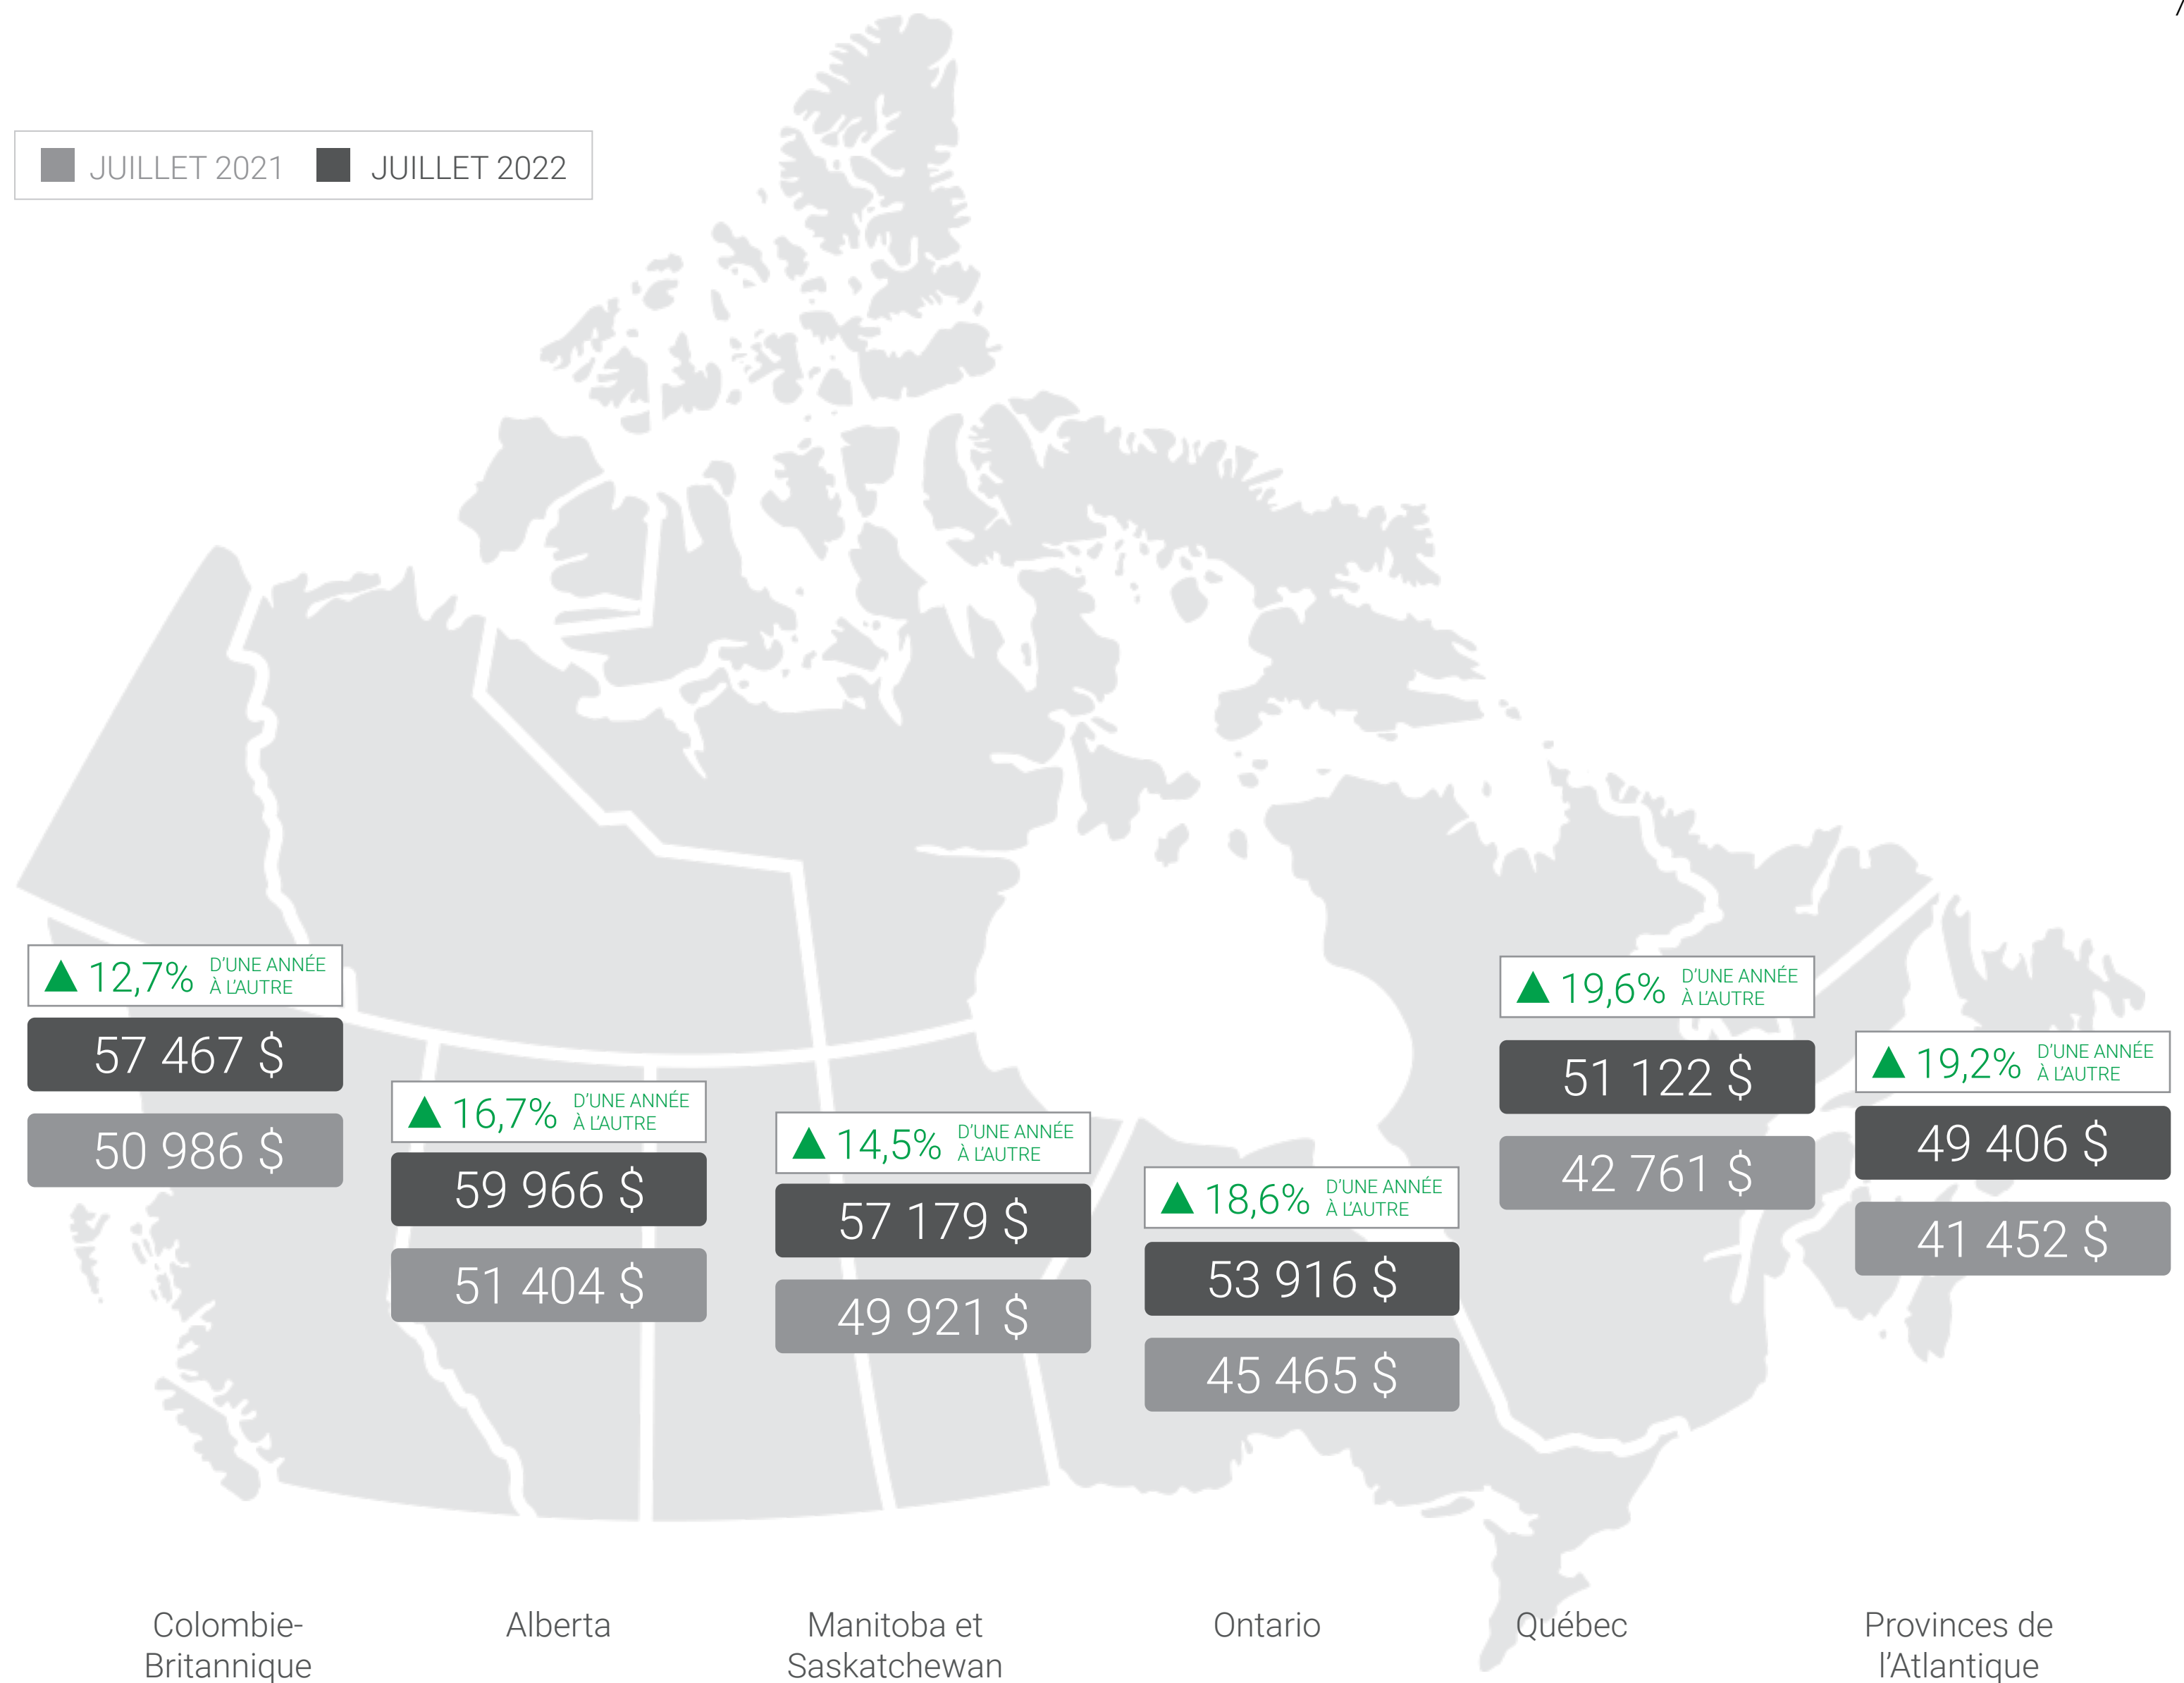 JUILLET 2021
JUILLET 2022
12,7%
D’UNE ANNÉE
À L’AUTRE
57 467 $
50 986 $
16,7%
D’UNE ANNÉE
À L’AUTRE
59 966 $
51 404 $
14,5%
D’UNE ANNÉE
À L’AUTRE
57 179 $
49 921 $
18,6%
D’UNE ANNÉE
À L’AUTRE
53 916 $
45 465 $
19,6%
D’UNE ANNÉE
À L’AUTRE
51 122 $
42 761 $
19,2%
D’UNE ANNÉE
À L’AUTRE
49 406 $
41 452 $
Colombie-
Britannique
Alberta
Manitoba et
Saskatchewan
Ontario
Québec
Provinces de
l’Atlantique